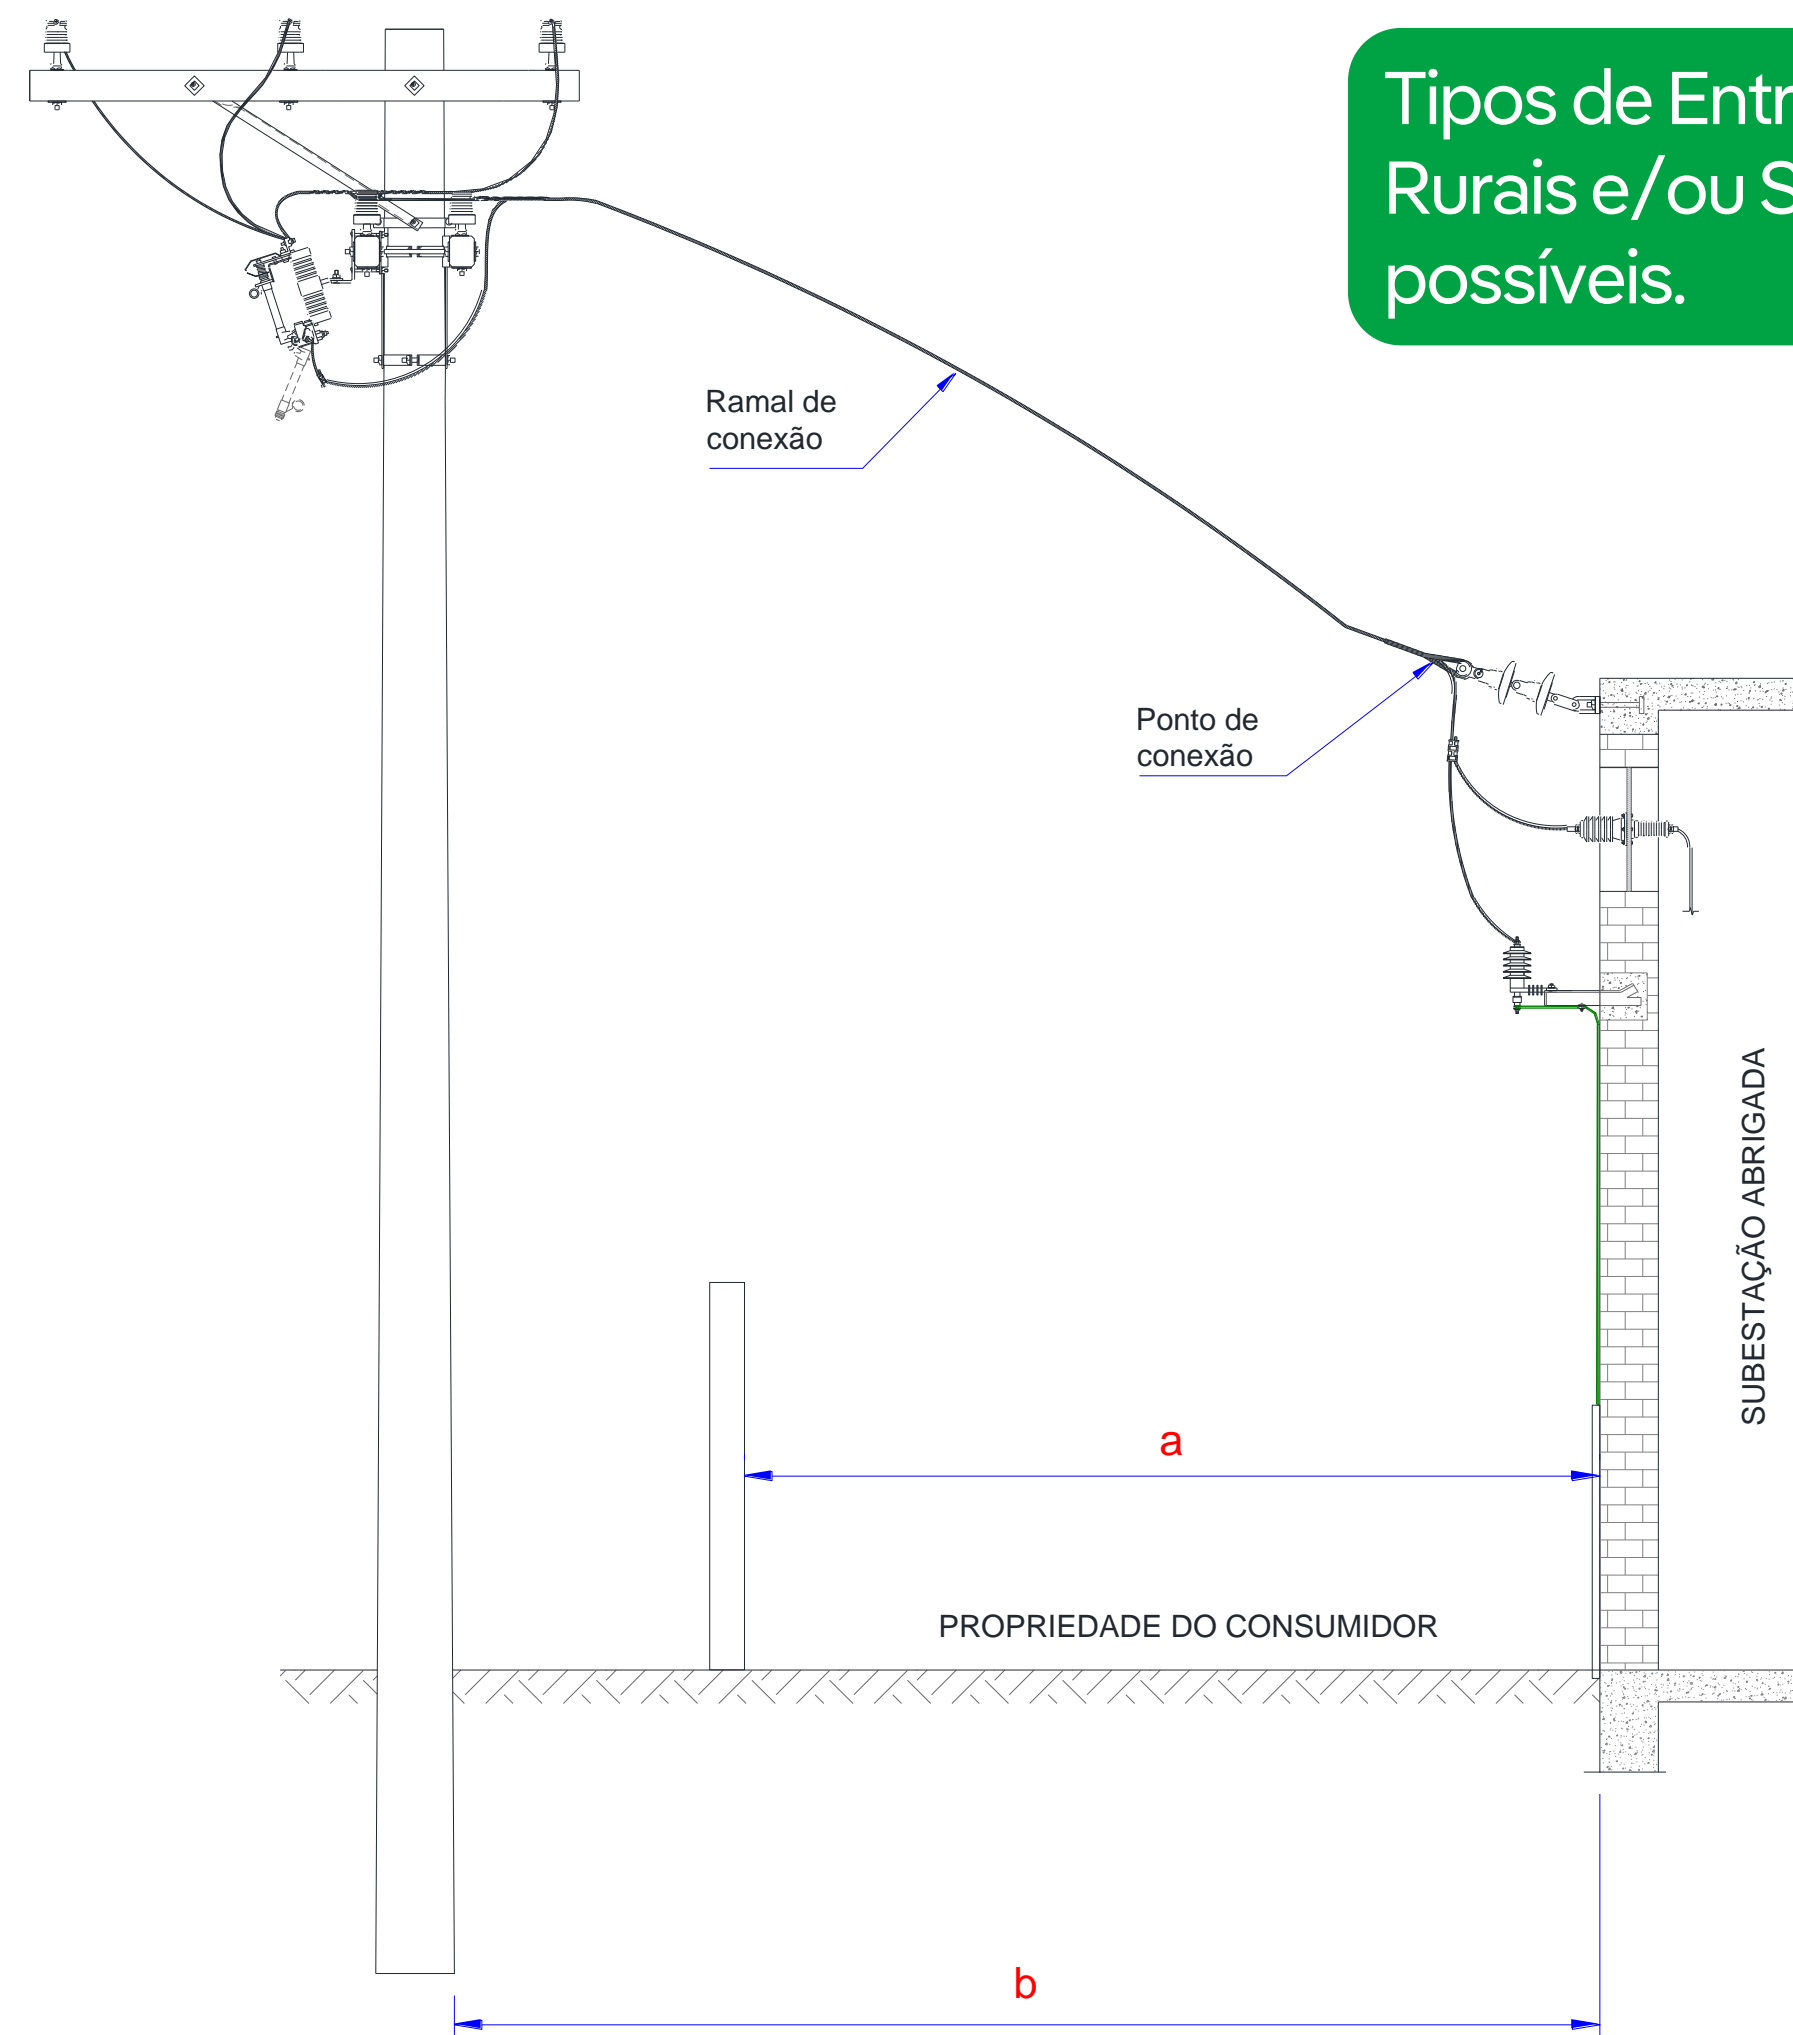 Tipos de Entr
Rurais e/ou S
possíveis.
Ramal de
conexão
Ponto de
conexão
SUBESTAÇÃO ABRIGADA
a
PROPRIEDADE DO CONSUMIDOR
b